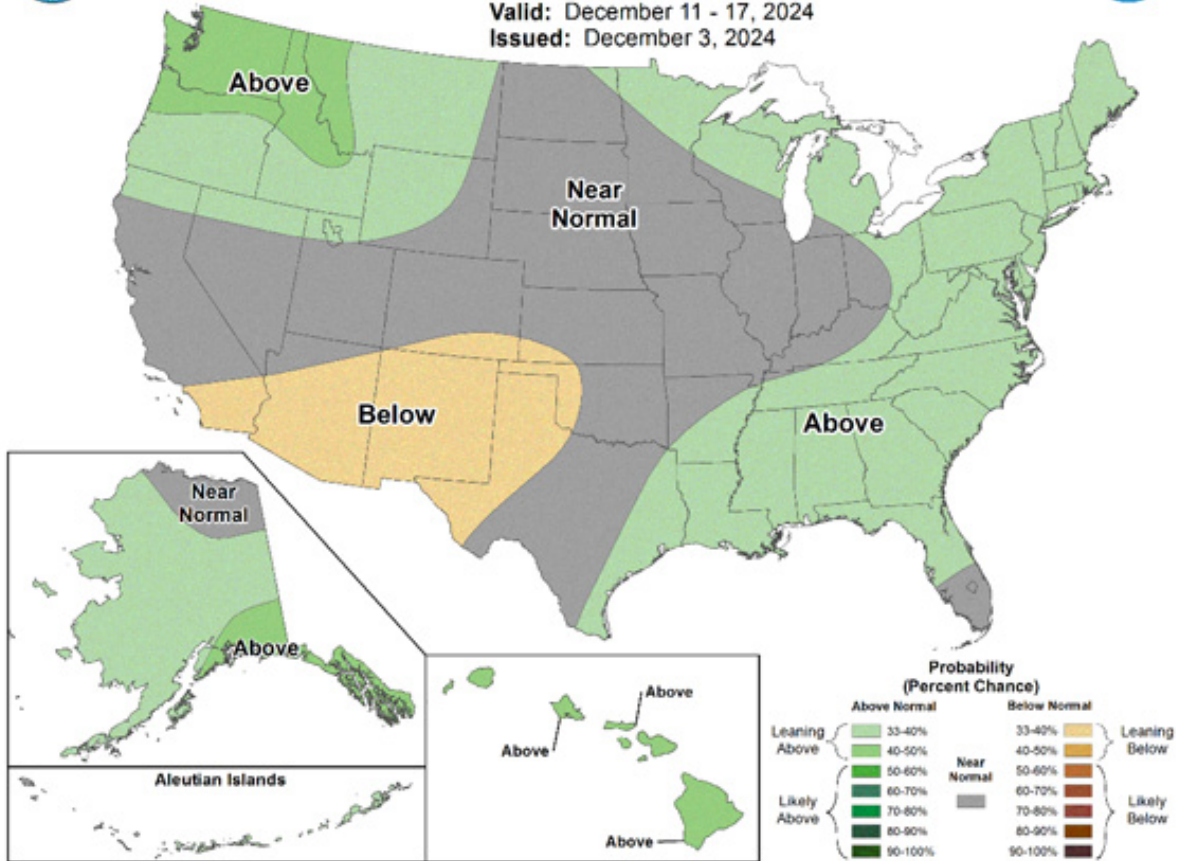 Valid: December 11 - 17, 2024
Issued: December 3, 2024
Above
Near
Normal
Below
Above
Near
Normal
Above
Aleutian Islands
Above
Above
Above
Probability
(Percent Chance)
Above Normal
Below Normal
Leaning
Above
33-40%
40-50%
Likely
Above
50-60%
60-70%
70-80%
80-90%
90-100%
Near
Normal
33-40%
40-50%
Leaning
Below
50-60%
60-70%
70-80%
80-90%
90-100%
Likely
Below